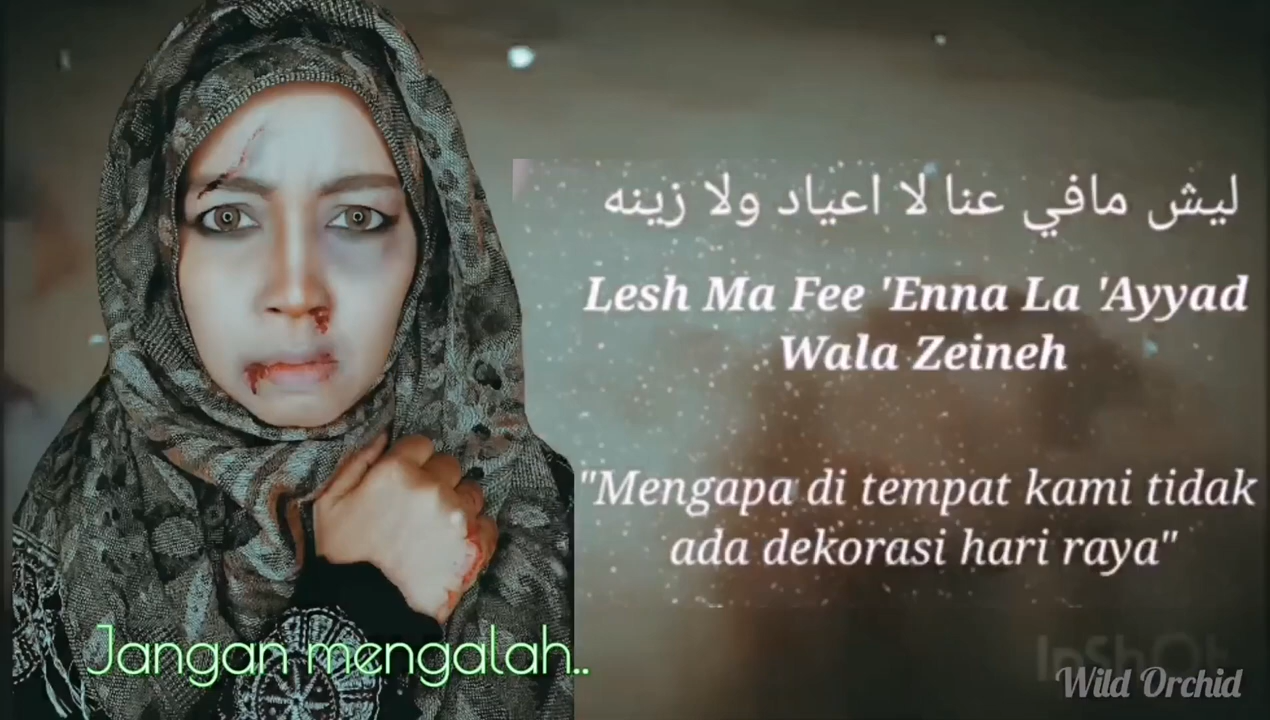 ليش مافي عنا لا اعياد ولا زينه
Lesh Ma Fee 'Enna La 'Ayyad
Wala Zeineh
"Mengapa di tempat kami tidak
ada dekorasi hari raya"
Jangan mengalah..
InShOt
Wild Orchid